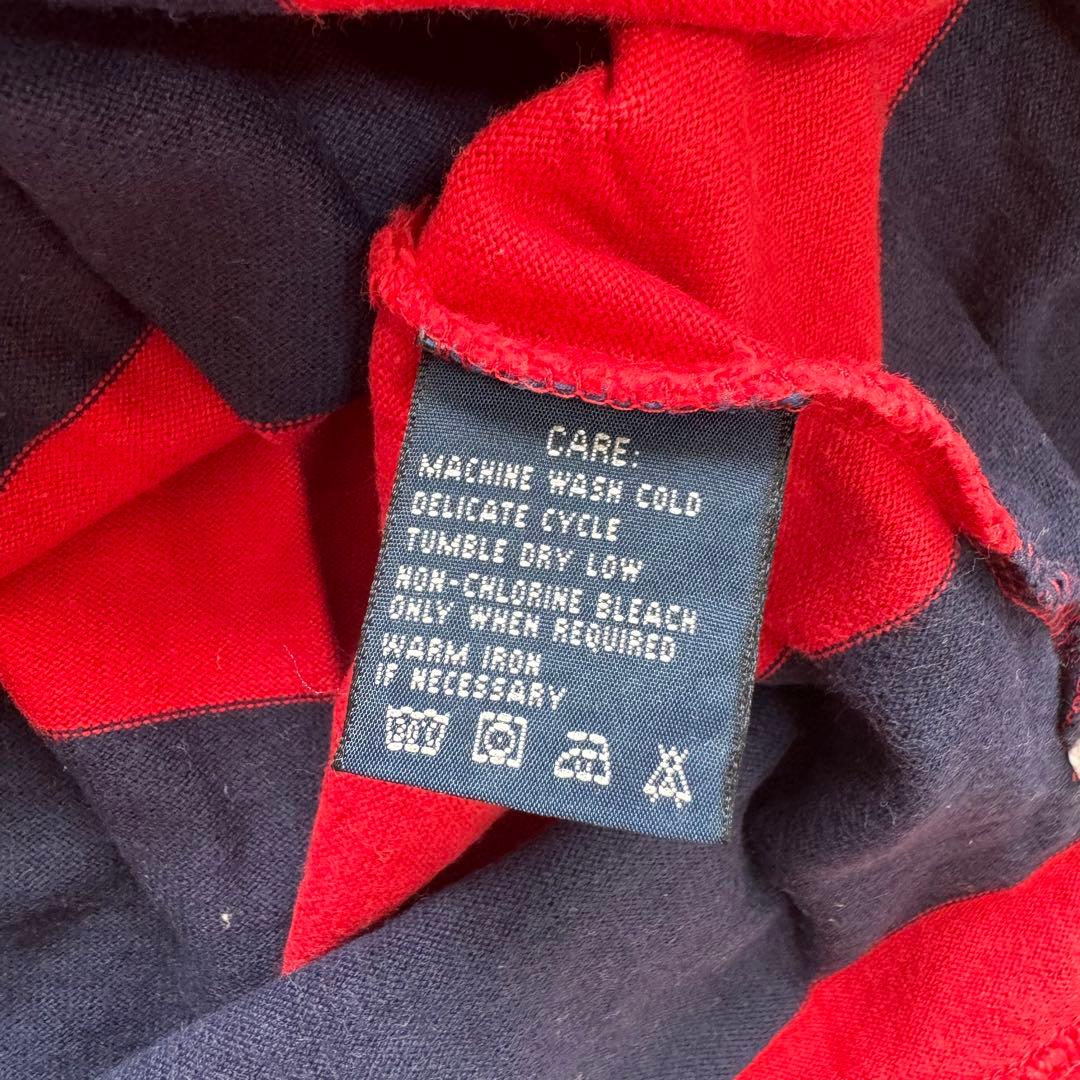 CARE:
MACHINE WASH COLD
DELICATE CYCLE
TUMBLE DRY LOW
NON-CHLORINE BLEACH
ONLY WHEN REQUIRED
WARM IRON
IF NECESSARY